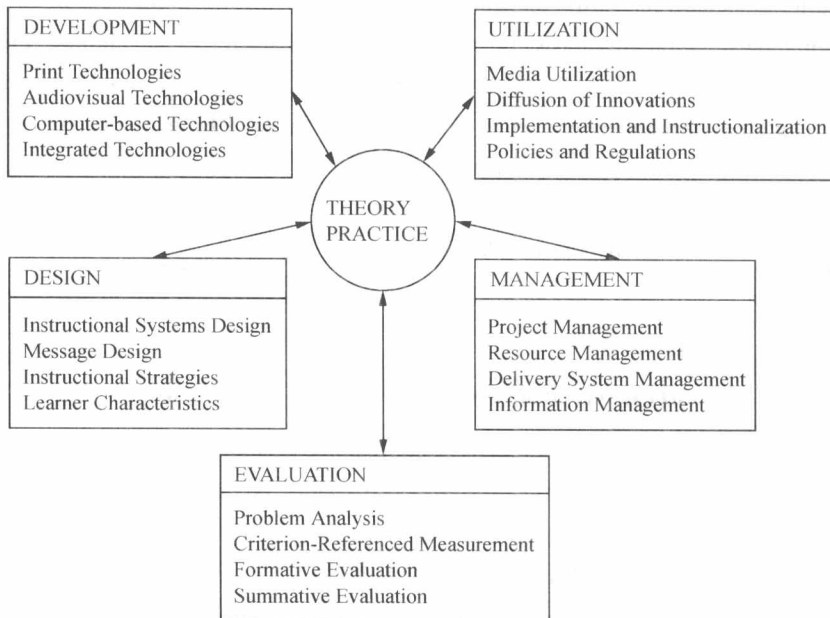 DEVELOPMENT
Print Technologies
Audiovisual Technologies
Computer-based Technologies
Integrated Technologies
UTILIZATION
Media Utilization
Diffusion of Innovations
Implementation and Instructionalization
Policies and Regulations
THEORY
PRACTICE
DESIGN
Instructional Systems Design
Message Design
Instructional Strategies
Learner Characteristics
MANAGEMENT
Project Management
Resource Management
Delivery System Management
Information Management
EVALUATION
Problem Analysis
Criterion-Referenced Measurement
Formative Evaluation
Summative Evaluation